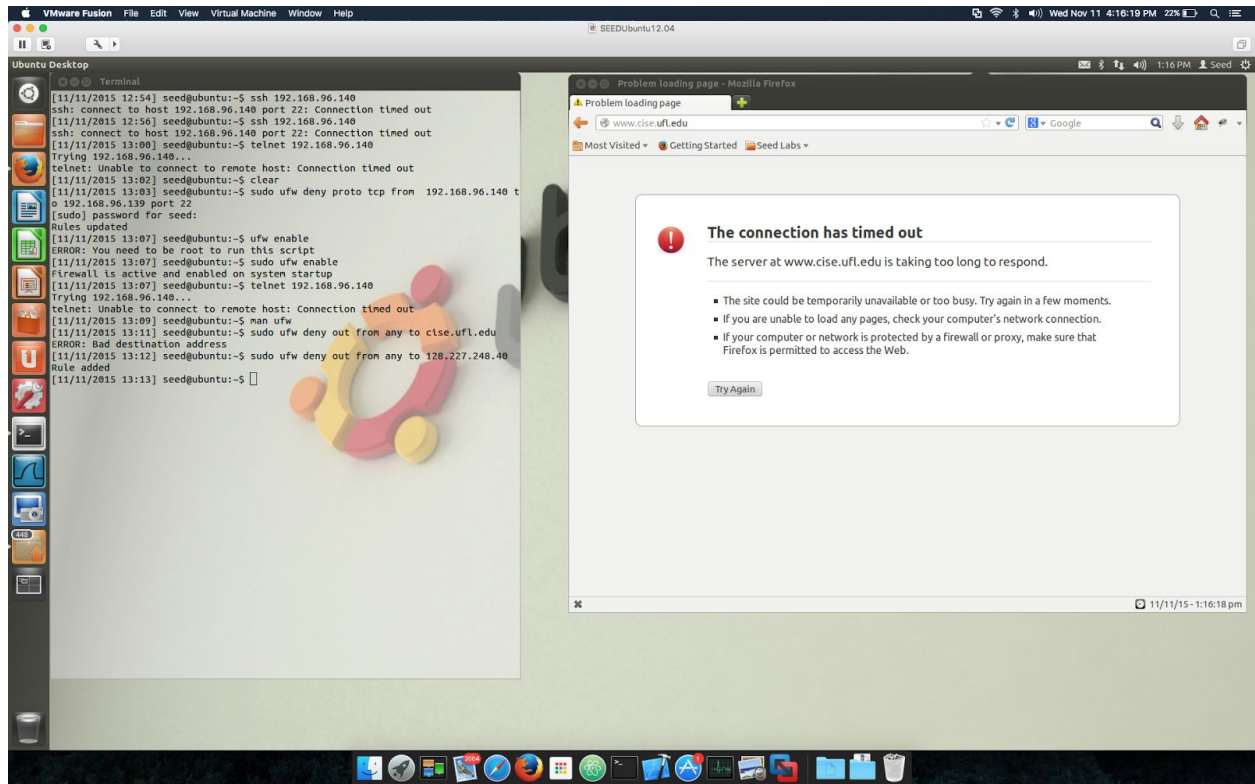 VMware Fusion File Edit View Virtual Machine Window Help
Wed Nov 11 4:16:19 PM 22%
SEEDUbuntu12.04
Ubuntu Desktop
1:16 PM Seed
Terminal
[11/11/2015 12:54] seed@ubuntu:~$ ssh 192.168.96.140
ssh: connect to host 192.168.96.140 port 22: Connection timed out
[11/11/2015 12:56] seed@ubuntu:~$ ssh 192.168.96.140
ssh: connect to host 192.168.96.140 port 22: Connection timed out
[11/11/2015 13:00] seed@ubuntu:~$ telnet 192.168.96.140
Trying 192.168.96.140...
telnet: Unable to connect to remote host: Connection timed out
[11/11/2015 13:02] seed@ubuntu:~$ clear
[11/11/2015 13:03] seed@ubuntu:~$ sudo ufw deny proto tcp from  192.168.96.140 t
o 192.168.96.139 port 22
[sudo] password for seed:
Rules updated
[11/11/2015 13:07] seed@ubuntu:~$ ufw enable
ERROR: You need to be root to run this script
[11/11/2015 13:07] seed@ubuntu:~$ sudo ufw enable
Firewall is active and enabled on system startup
[11/11/2015 13:07] seed@ubuntu:~$ telnet 192.168.96.140
Trying 192.168.96.140...
telnet: Unable to connect to remote host: Connection timed out
[11/11/2015 13:09] seed@ubuntu:~$ man ufw
[11/11/2015 13:11] seed@ubuntu:~$ sudo ufw deny out from any to cise.ufl.edu
ERROR: Bad destination address
[11/11/2015 13:12] seed@ubuntu:~$ sudo ufw deny out from any to 128.227.248.40
Rule added
[11/11/2015 13:13] seed@ubuntu:~$
448
Problem loading page - Mozilla Firefox
Problem loading page
www.cise.ufl.edu
Google
Most Visited Getting Started Seed Labs
The connection has timed out
The server at www.cise.ufl.edu is taking too long to respond.
The site could be temporarily unavailable or too busy. Try again in a few moments.
If you are unable to load any pages, check your computer's network connection.
If your computer or network is protected by a firewall or proxy, make sure that
Firefox is permitted to access the Web.
Try Again
11/11/15 - 1:16:18 pm
2004
1